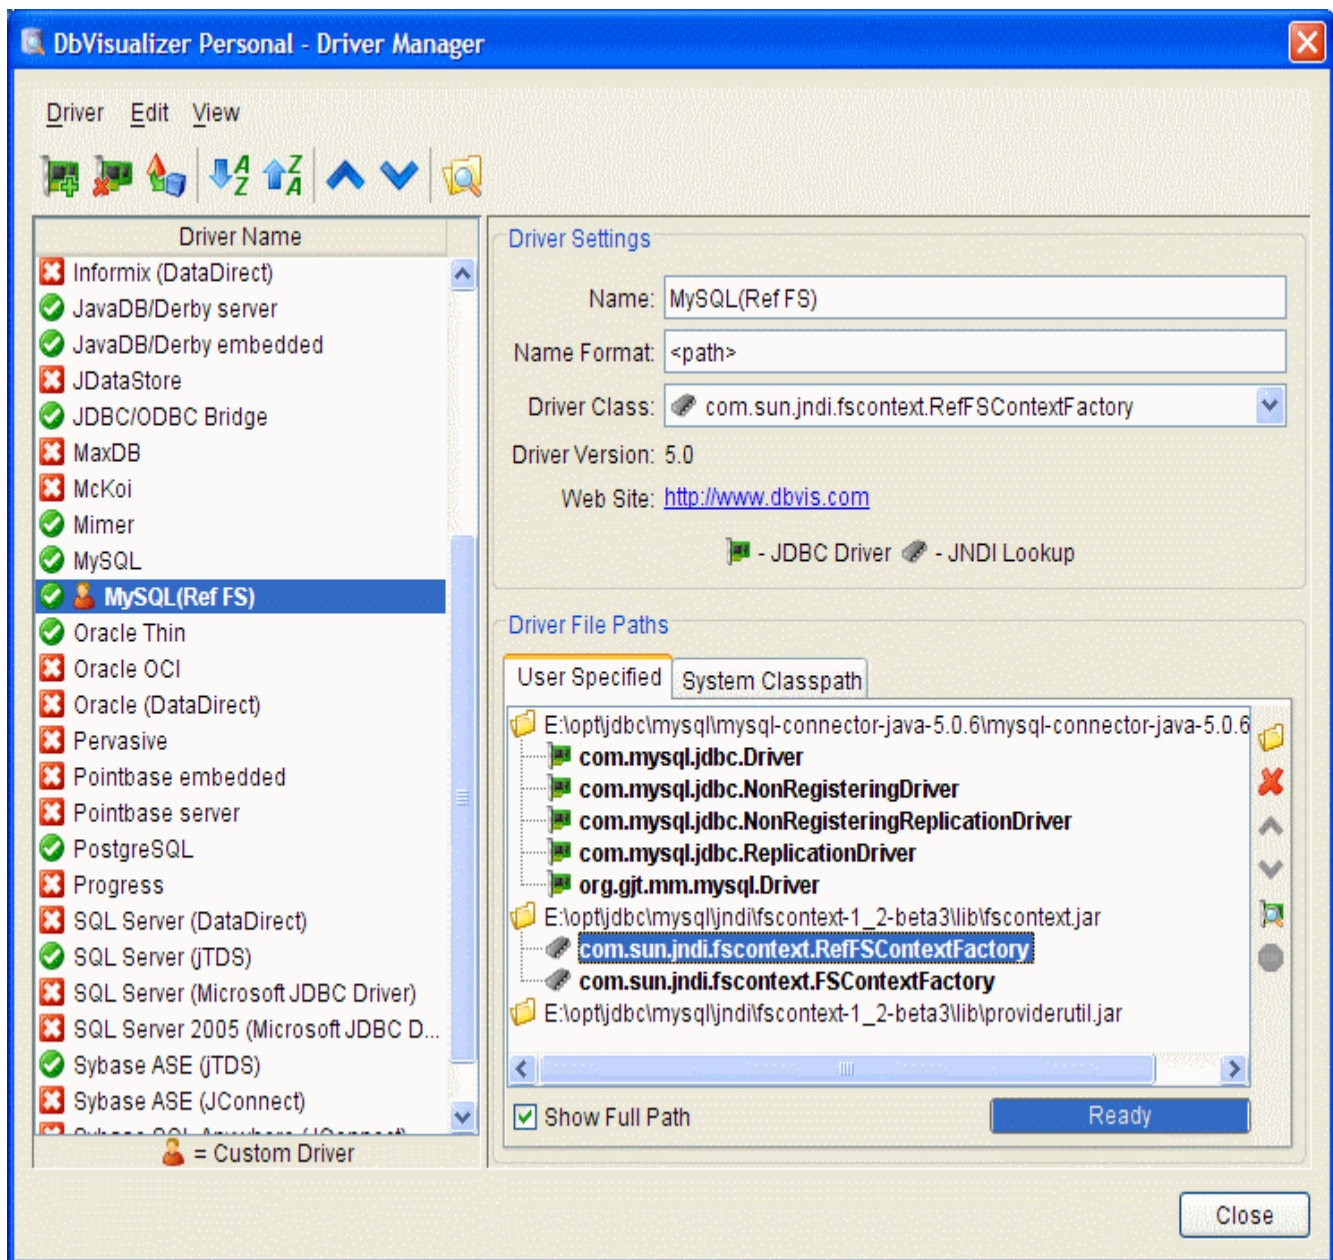 DbVisualizer Personal - Driver Manager
Driver Edit View
Driver Name
Informix (DataDirect)
JavaDB/Derby server
JavaDB/Derby embedded
JDataStore
JDBC/ODBC Bridge
MaxDB
McKoi
Mimer
MySQL
MySQL(Ref FS)
Oracle Thin
Oracle OCI
Oracle (DataDirect)
Pervasive
Pointbase embedded
Pointbase server
PostgreSQL
Progress
SQL Server (DataDirect)
SQL Server (jTDS)
SQL Server (Microsoft JDBC Driver)
SQL Server 2005 (Microsoft JDBC D...
Sybase ASE (jTDS)
Sybase ASE (JConnect)
Sybase SQL Anywhere (JConnect)
= Custom Driver
Driver Settings
Name: MySQL(Ref FS)
Name Format: <path>
Driver Class: com.sun.jndi.fscontext.RefFSContextFactory
Driver Version: 5.0
Web Site: http://www.dbvis.com
- JDBC Driver - JNDI Lookup
Driver File Paths
User Specified System Classpath
E:\opt\jdbc\mysql\mysql-connector-java-5.0.6\mysql-connector-java-5.0.6
com.mysql.jdbc.Driver
com.mysql.jdbc.NonRegisteringDriver
com.mysql.jdbc.NonRegisteringReplicationDriver
com.mysql.jdbc.ReplicationDriver
org.gjt.mm.mysql.Driver
E:\opt\jdbc\mysql\jndi\fscontext-1_2-beta3\lib\fscontext.jar
com.sun.jndi.fscontext.RefFSContextFactory
com.sun.jndi.fscontext.FSContextFactory
E:\opt\jdbc\mysql\jndi\fscontext-1_2-beta3\lib\providerutil.jar
Show Full Path
Ready
Close